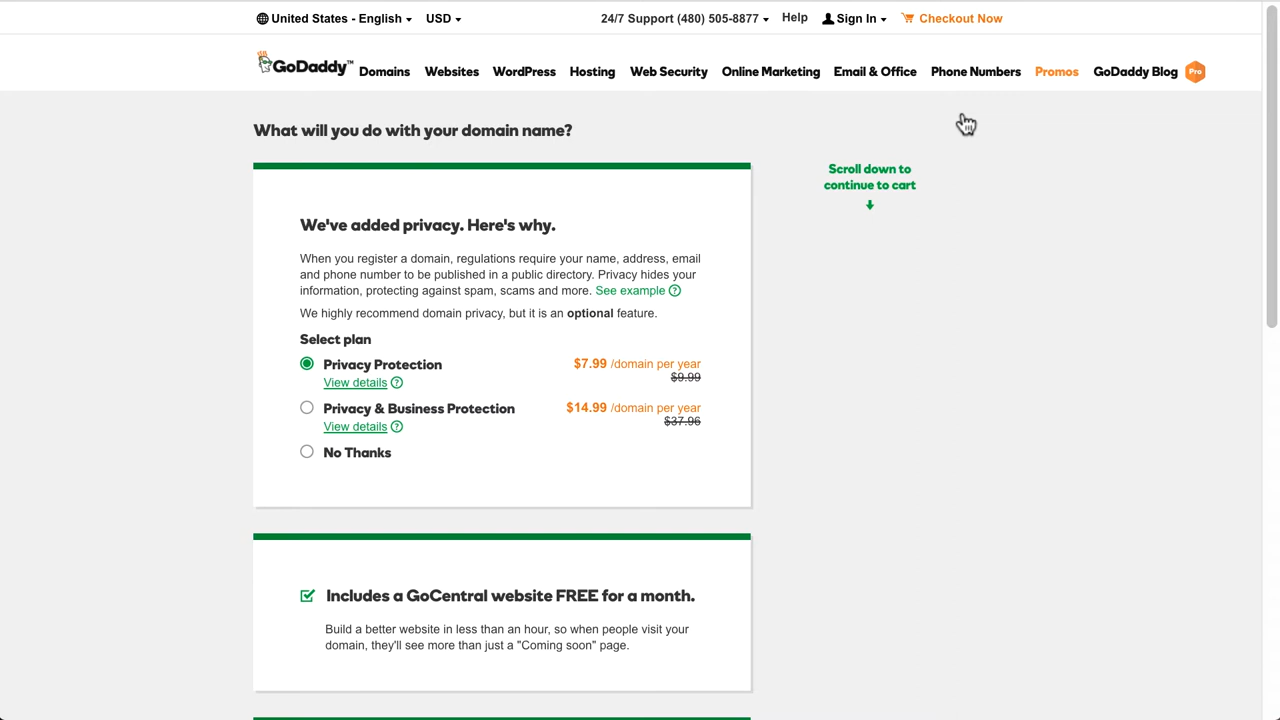 United States - English USD 24/7 Support (480) 505-8877 Help Sign In Checkout Now
GoDaddy™ Domains Websites WordPress Hosting Web Security Online Marketing Email & Office Phone Numbers Promos GoDaddy Blog Pro
What will you do with your domain name?
Scroll down to
continue to cart
We've added privacy. Here's why.
When you register a domain, regulations require your name, address, email
and phone number to be published in a public directory. Privacy hides your
information, protecting against spam, scams and more. See example ?
We highly recommend domain privacy, but it is an optional feature.
Select plan
Privacy Protection $7.99 /domain per year
$9.99
View details ?
Privacy & Business Protection $14.99 /domain per year
$37.96
View details ?
No Thanks
Includes a GoCentral website FREE for a month.
Build a better website in less than an hour, so when people visit your
domain, they'll see more than just a "Coming soon" page.